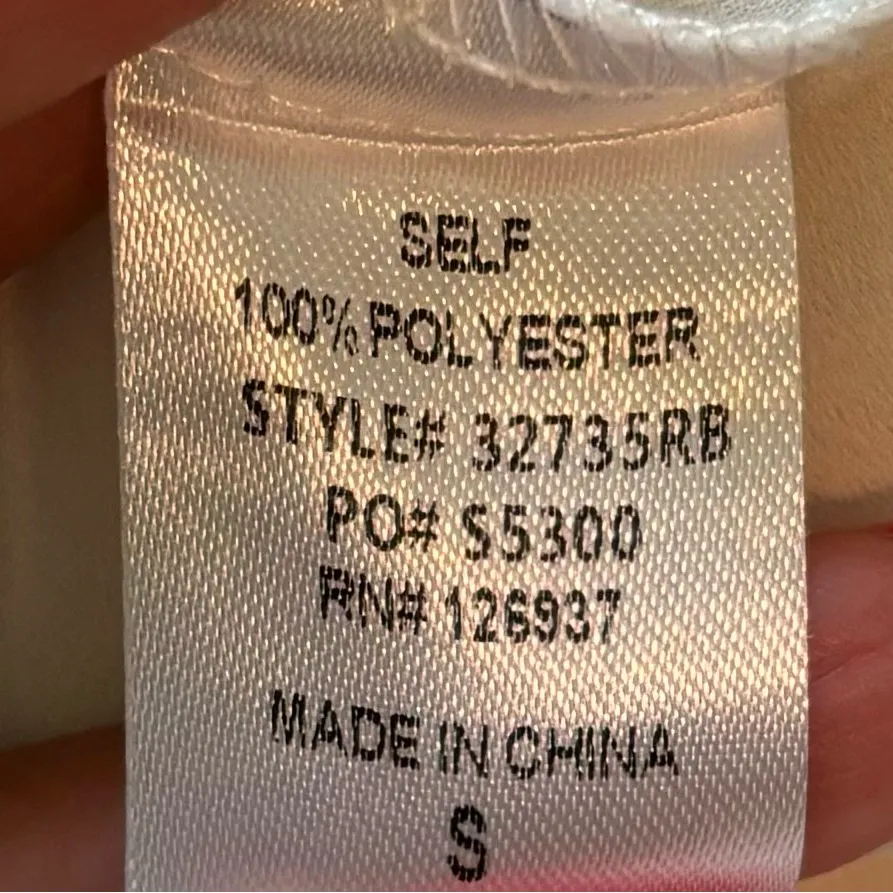 SELF
100% POLYESTER
STYLE# 32735RB
PO# S5300
RN# 126937
MADE IN CHINA
S